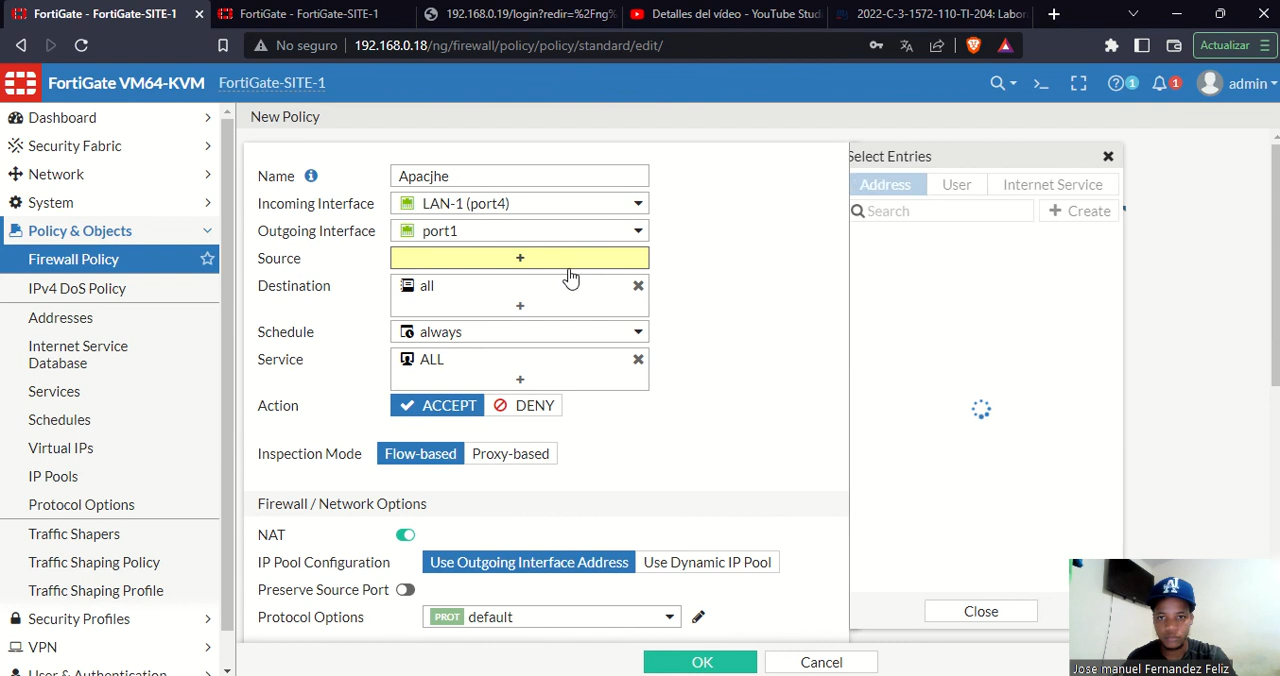 FortiGate - FortiGate-SITE-1
FortiGate - FortiGate-SITE-1
192.168.0.19/login?redir=%2Fng%
Detalles del vídeo - YouTube Studi
2022-C-3-1572-110-TI-204: Labor
No seguro
192.168.0.18/ng/firewall/policy/policy/standard/edit/
Actualizar
FortiGate VM64-KVM
FortiGate-SITE-1
1
1
admin
Dashboard
Security Fabric
Network
System
Policy & Objects
Firewall Policy
IPv4 DoS Policy
Addresses
Internet Service
Database
Services
Schedules
Virtual IPs
IP Pools
Protocol Options
Traffic Shapers
Traffic Shaping Policy
Traffic Shaping Profile
Security Profiles
VPN
User & Authentication
New Policy
Name
Apacjhe
Incoming Interface
LAN-1 (port4)
Outgoing Interface
port1
Source
+
Destination
all
+
Schedule
always
Service
ALL
+
Action
ACCEPT
DENY
Inspection Mode
Flow-based
Proxy-based
Firewall / Network Options
NAT
IP Pool Configuration
Use Outgoing Interface Address
Use Dynamic IP Pool
Preserve Source Port
Protocol Options
PROT
default
OK
Cancel
Select Entries
Address
User
Internet Service
Search
+ Create
Close
Jose manuel Fernandez Feliz